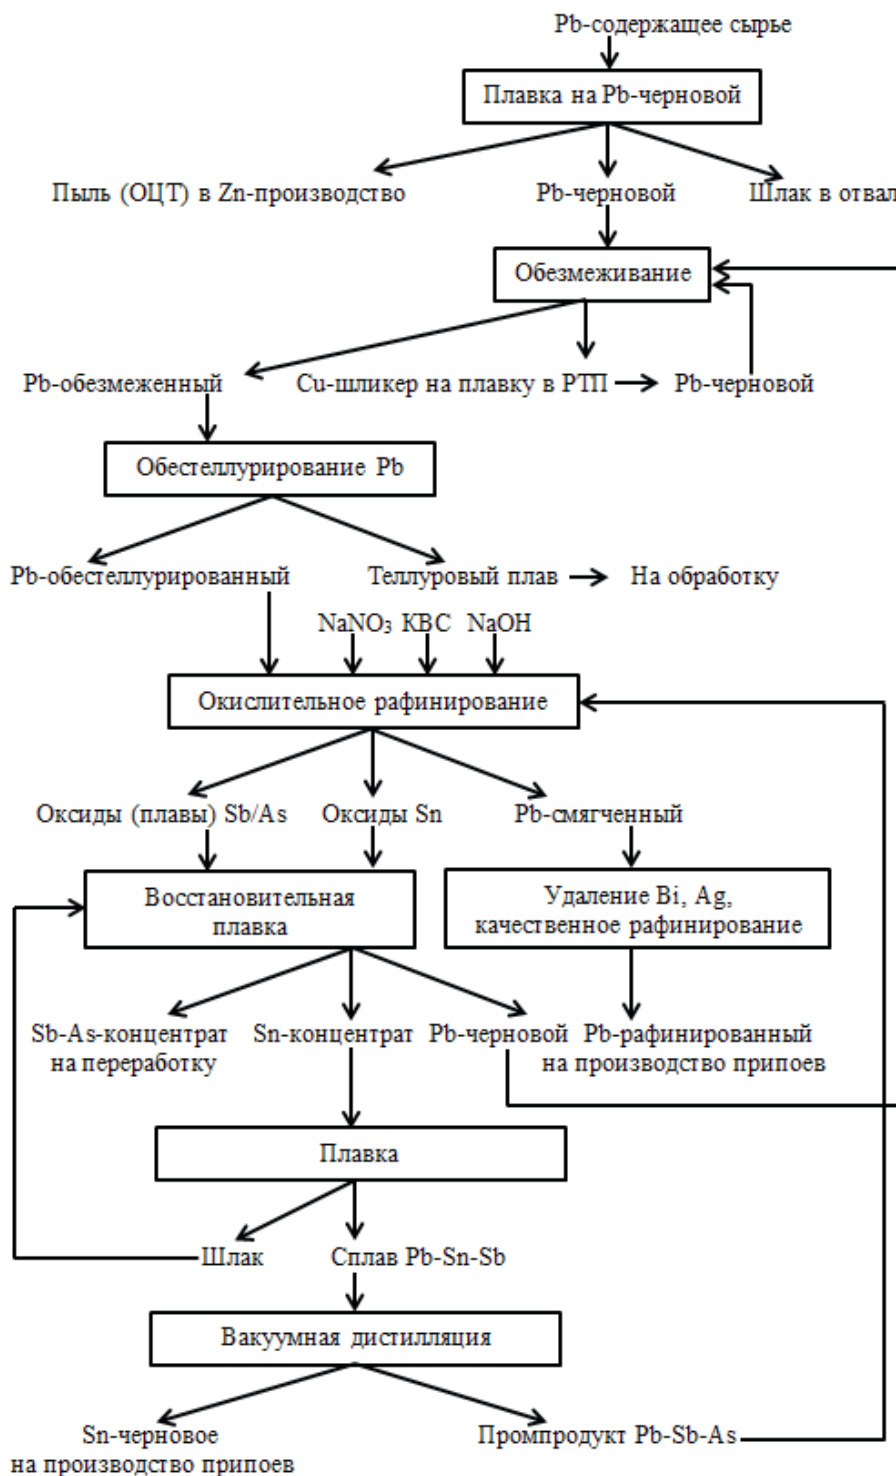 Pb-содержащее сырье
Плавка на Pb-черновой
Пыль (ОЦТ) в Zn-производство
Pb-черновой
Шлак в отвал
Обезмеживание
Pb-обезмеженный
Cu-шликер на плавку в РТП
Pb-черновой
Обестеллурирование Pb
Pb-обестеллурированный
Теллуровый плав
На обработку
NaNO₃ КВС NaOH
Окислительное рафинирование
Оксиды (плавы) Sb/As
Оксиды Sn
Pb-смягченный
Восстановительная
плавка
Удаление Bi, Ag,
качественное рафинирование
Sb-As-концентрат
на переработку
Sn-концентрат
Pb-черновой
Pb-рафинированный
на производство припоев
Плавка
Шлак
Сплав Pb-Sn-Sb
Вакуумная дистилляция
Sn-черновое
на производство припоев
Промпродукт Pb-Sb-As